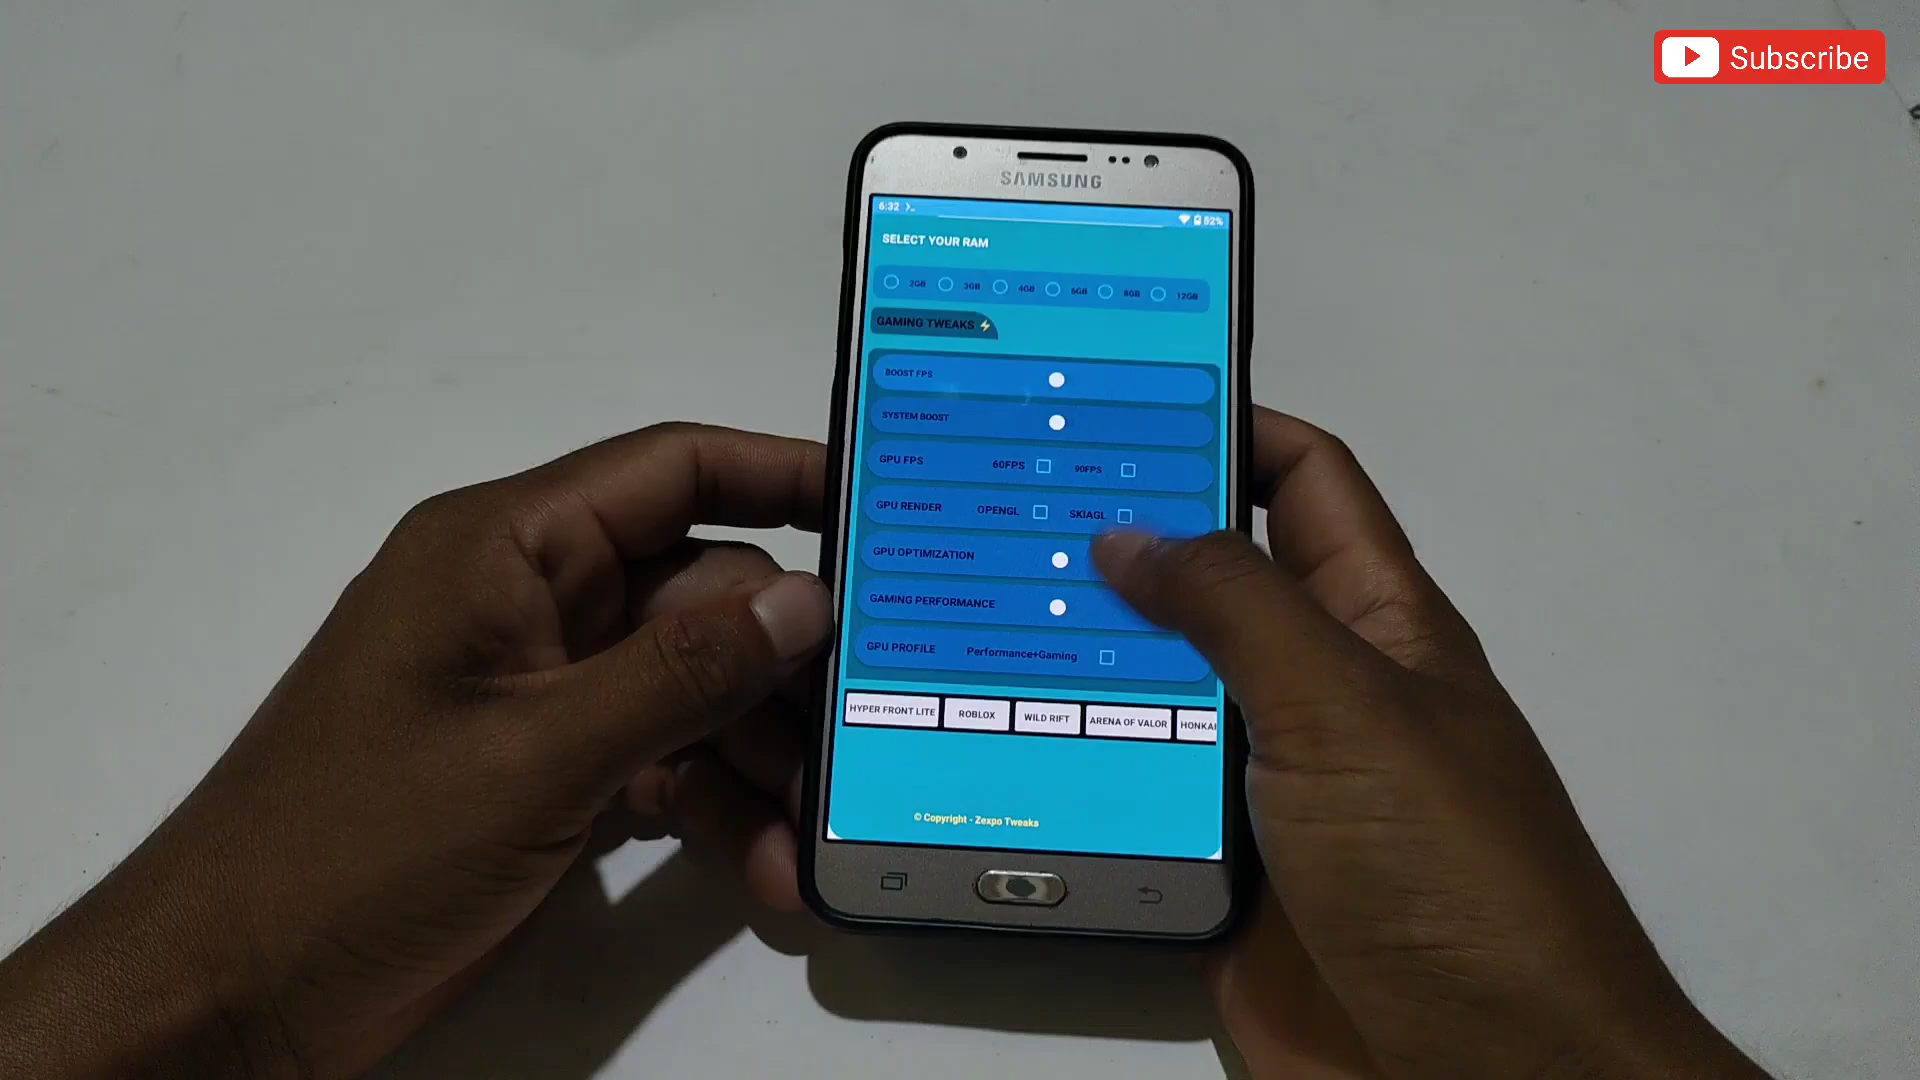 Subscribe
SAMSUNG
6:32 52%
SELECT YOUR RAM
2GB 3GB 4GB 6GB 8GB 12GB
GAMING TWEAKS ⚡
BOOST FPS
SYSTEM BOOST
GPU FPS 60FPS 90FPS
GPU RENDER OPENGL SKIAGL
GPU OPTIMIZATION
GAMING PERFORMANCE
GPU PROFILE Performance+Gaming
HYPER FRONT LITE ROBLOX WILD RIFT ARENA OF VALOR HONKAI
© Copyright - Zexpo Tweaks